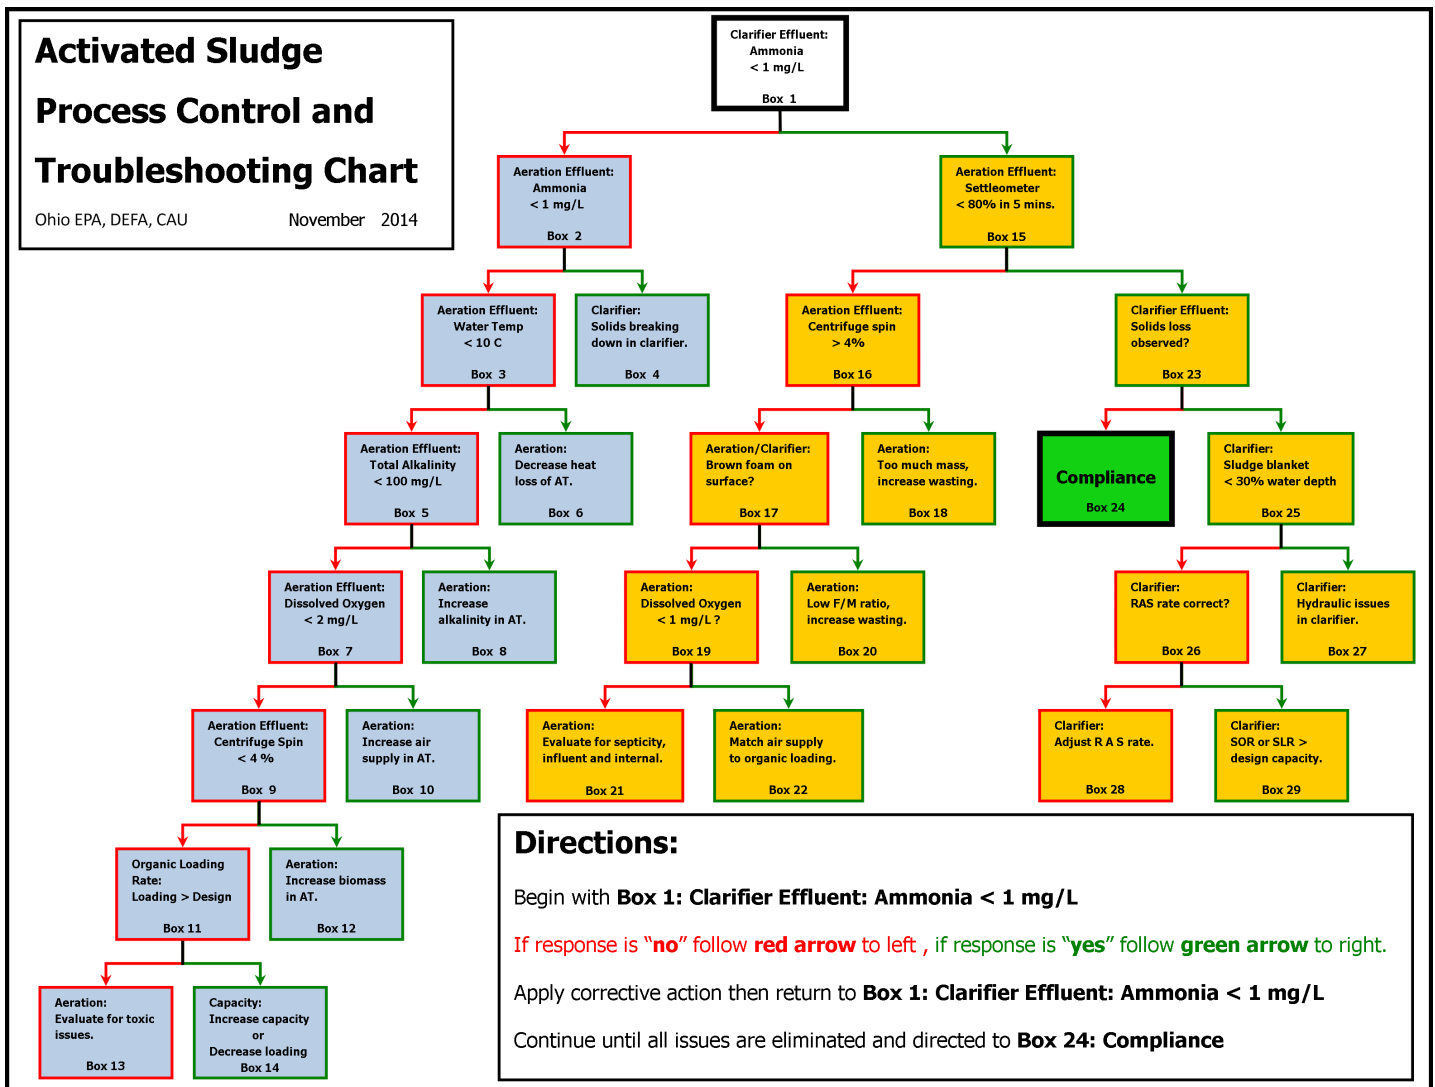 Activated Sludge
Process Control and
Troubleshooting Chart
Ohio EPA, DEFA, CAU November 2014
Clarifier Effluent:
Ammonia
< 1 mg/L
Box 1
Aeration Effluent:
Ammonia
< 1 mg/L
Box 2
Aeration Effluent:
Settleometer
< 80% in 5 mins.
Box 15
Aeration Effluent:
Water Temp
< 10 C
Box 3
Clarifier:
Solids breaking
down in clarifier.
Box 4
Aeration Effluent:
Centrifuge spin
> 4%
Box 16
Clarifier Effluent:
Solids loss
observed?
Box 23
Aeration Effluent:
Total Alkalinity
< 100 mg/L
Box 5
Aeration:
Decrease heat
loss of AT.
Box 6
Aeration/Clarifier:
Brown foam on
surface?
Box 17
Aeration:
Too much mass,
increase wasting.
Box 18
Compliance
Box 24
Clarifier:
Sludge blanket
< 30% water depth
Box 25
Aeration Effluent:
Dissolved Oxygen
< 2 mg/L
Box 7
Aeration:
Increase
alkalinity in AT.
Box 8
Aeration:
Dissolved Oxygen
< 1 mg/L ?
Box 19
Aeration:
Low F/M ratio,
increase wasting.
Box 20
Clarifier:
RAS rate correct?
Box 26
Clarifier:
Hydraulic issues
in clarifier.
Box 27
Aeration Effluent:
Centrifuge Spin
< 4 %
Box 9
Aeration:
Increase air
supply in AT.
Box 10
Aeration:
Evaluate for septicity,
influent and internal.
Box 21
Aeration:
Match air supply
to organic loading.
Box 22
Clarifier:
Adjust R A S rate.
Box 28
Clarifier:
SOR or SLR >
design capacity.
Box 29
Organic Loading
Rate:
Loading > Design
Box 11
Aeration:
Increase biomass
in AT.
Box 12
Aeration:
Evaluate for toxic
issues.
Box 13
Capacity:
Increase capacity
or
Decrease loading
Box 14
Directions:
Begin with Box 1: Clarifier Effluent: Ammonia < 1 mg/L
If response is “no” follow red arrow to left , if response is “yes” follow green arrow to right.
Apply corrective action then return to Box 1: Clarifier Effluent: Ammonia < 1 mg/L
Continue until all issues are eliminated and directed to Box 24: Compliance